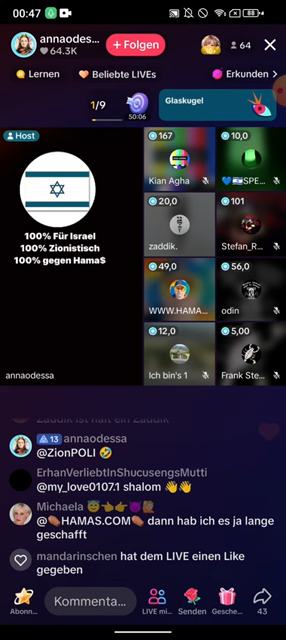 00:47
88
annaodes...
64.3K
+ Folgen
64
Lernen
Beliebte LIVEs
Erkunden
1/9
50:06
Glaskugel
Host
100% Für Israel
100% Zionistisch
100% gegen Hama$
annaodessa
167
Kian Agha
10,0
SPE...
20,0
zaddik.
101
Stefan_R...
49,0
WWW.HAMA...
56,0
odin
12,0
Ich bin's 1
5,00
Frank Ste...
Zaddik ist halt ein Zaddik
13 annaodessa
@ZionPOLI 🤣
ErhanVerliebtInShucusengsMutti
@my_love0107.1 shalom 👋👋
Michaela
@HAMAS.COM dann hab ich es ja lange
geschafft
mandarinschen hat dem LIVE einen Like
gegeben
Abonn...
Kommenta...
LIVE mi...
Senden
Gesche...
43